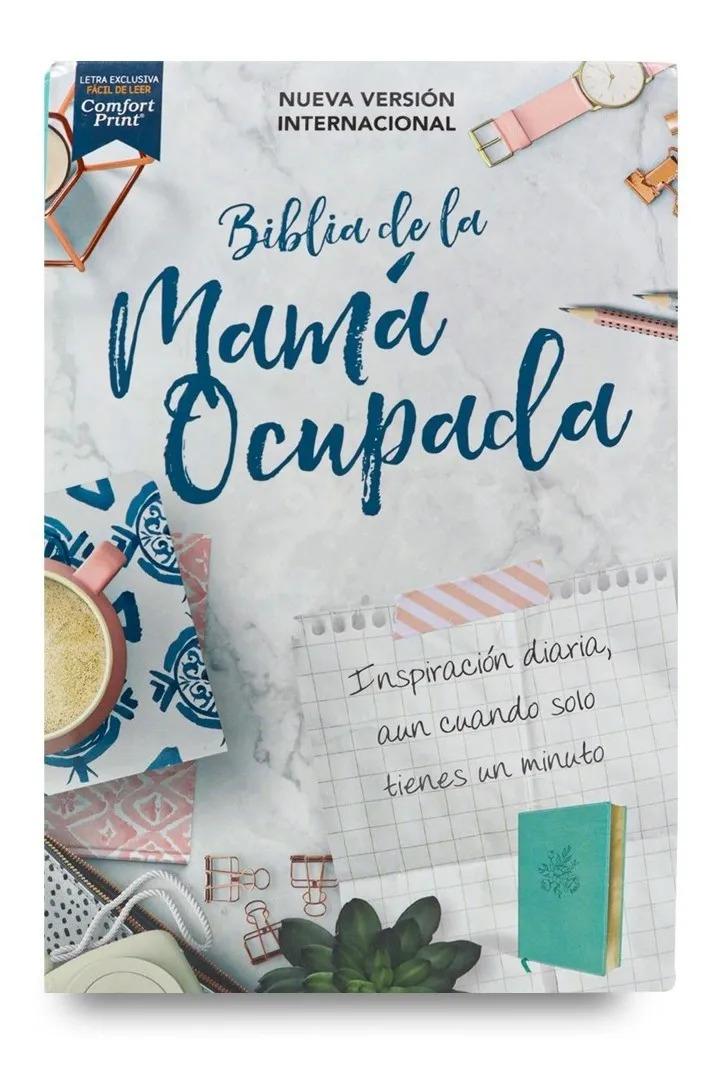 LETRA EXCLUSIVA
FÁCIL DE LEER
Comfort
Print®
NUEVA VERSIÓN
INTERNACIONAL
Biblia de la
Mamá
Ocupada
Inspiración diaria,
aun cuando solo
tienes un minuto